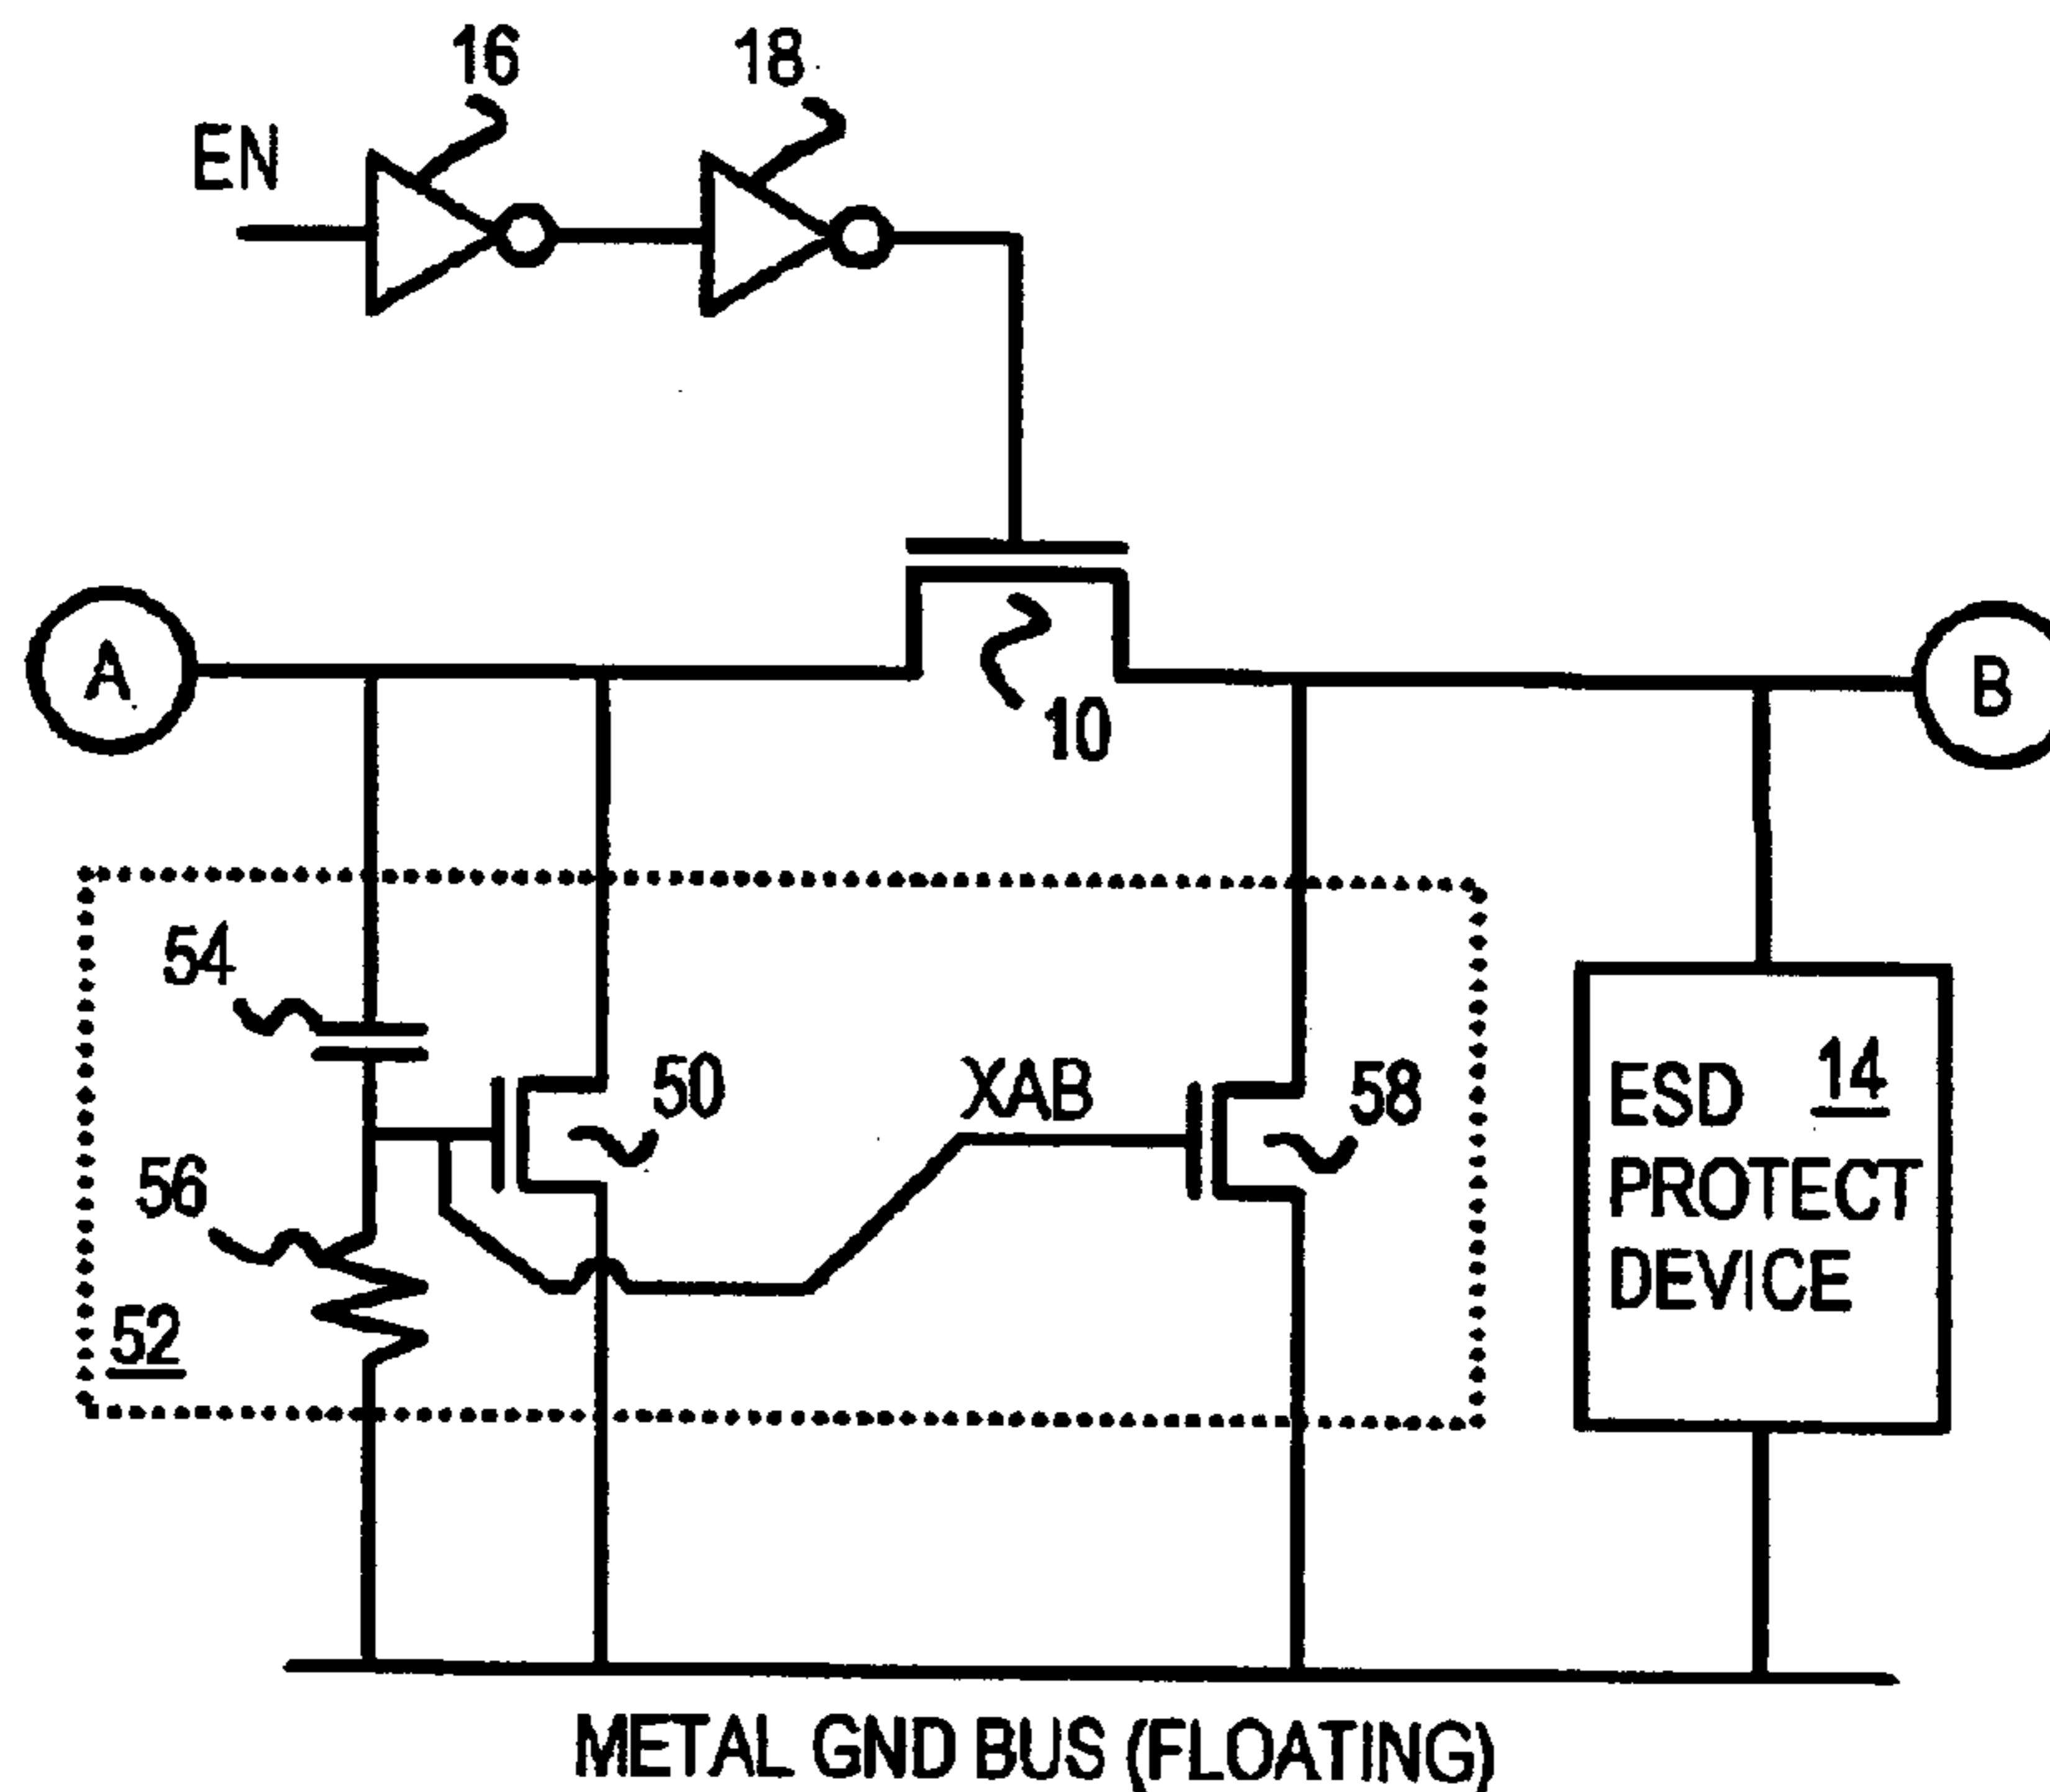 16
18
EN
A
B
10
54
50
XAB
58
ESD 14
PROTECT
DEVICE
56
52
METAL GND BUS (FLOATING)